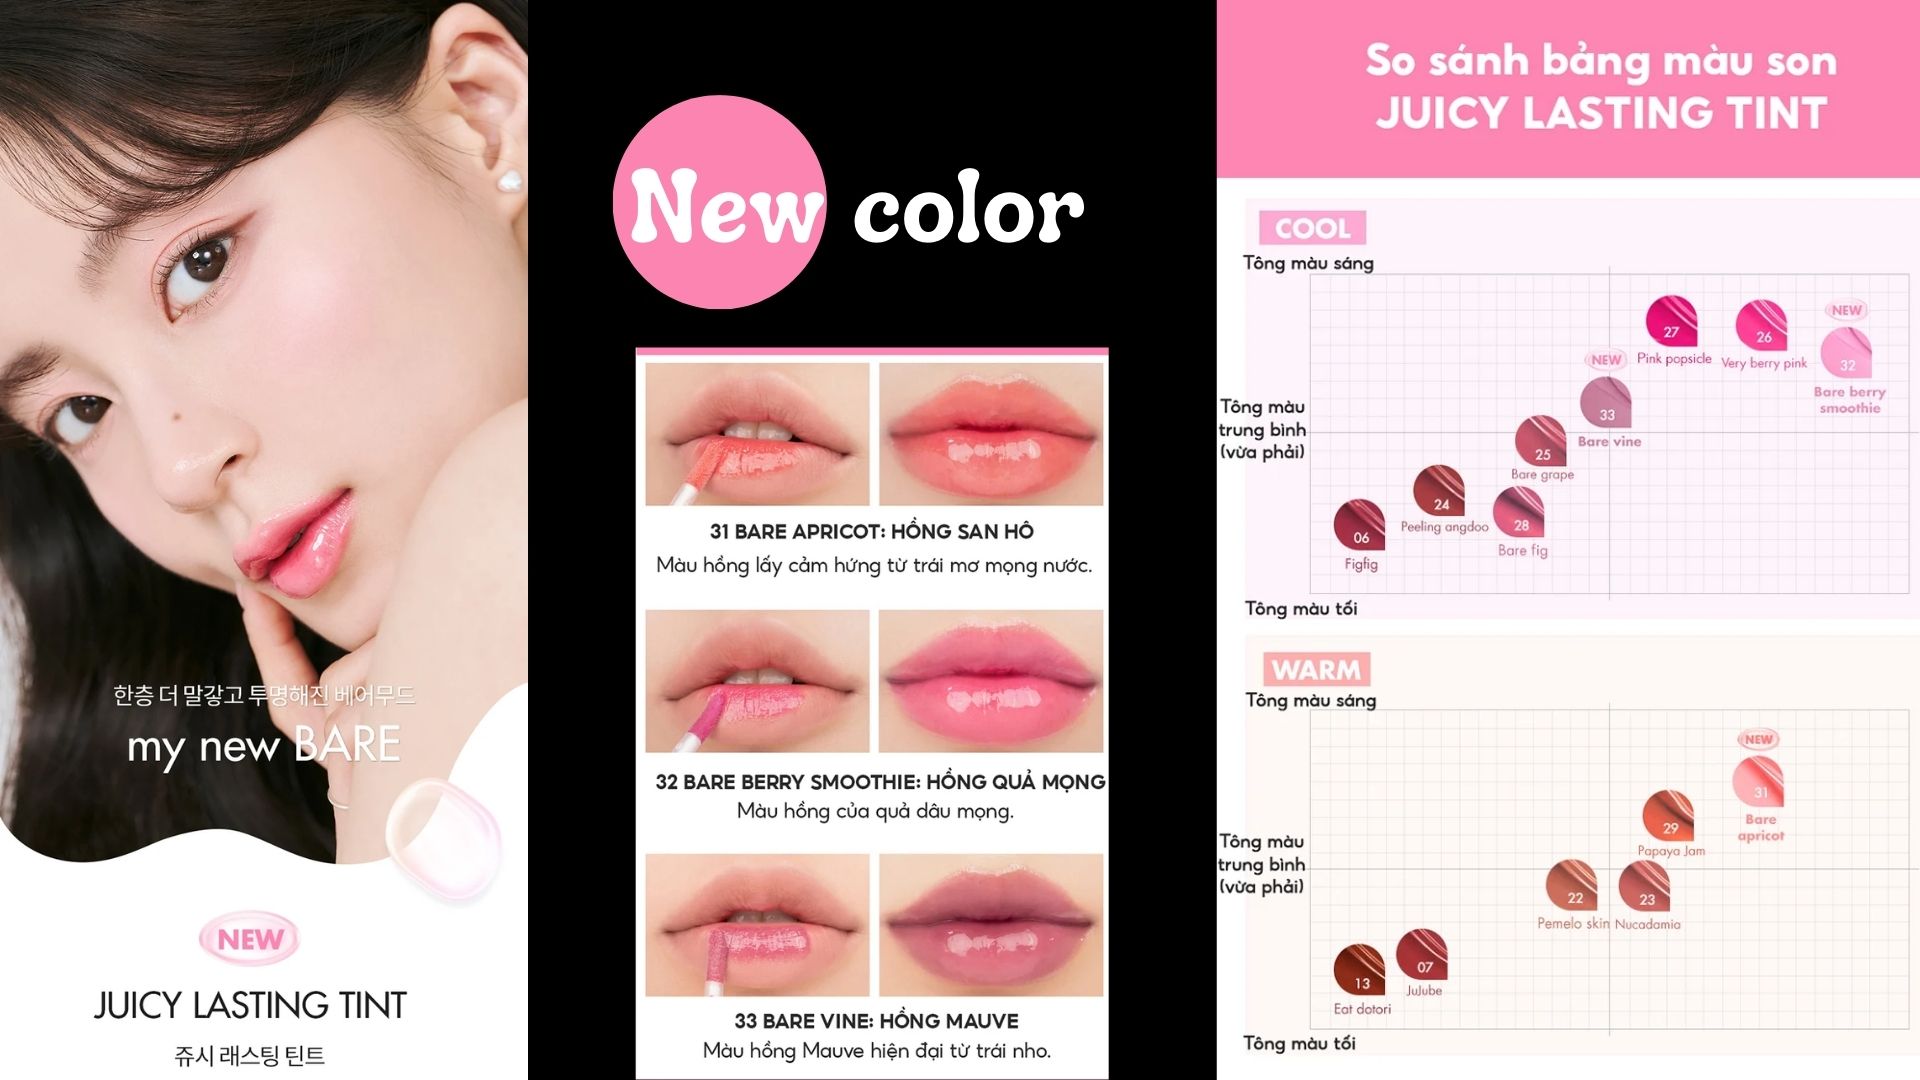 한층 더 말갛고 투명해진 베어무드
my new BARE
NEW
JUICY LASTING TINT
쥬시 래스팅 틴트
New color
31 BARE APRICOT: HỒNG SAN HÔ
Màu hồng lấy cảm hứng từ trái mơ mọng nước.
32 BARE BERRY SMOOTHIE: HỒNG QUẢ MỌNG
Màu hồng của quả dâu mọng.
33 BARE VINE: HỒNG MAUVE
Màu hồng Mauve hiện đại từ trái nho.
So sánh bảng màu son
JUICY LASTING TINT
COOL
Tông màu sáng
27
Pink popsicle
26
Very berry pink
NEW
32
Bare berry
smoothie
NEW
33
Bare vine
Tông màu
trung bình
(vừa phải)
25
Bare grape
24
Peeling angdoo
28
Bare fig
06
Figfig
Tông màu tối
WARM
Tông màu sáng
NEW
31
Bare
apricot
29
Papaya Jam
Tông màu
trung bình
(vừa phải)
22
Pemelo skin
23
Nucadamia
13
Eat dotori
07
JuJube
Tông màu tối